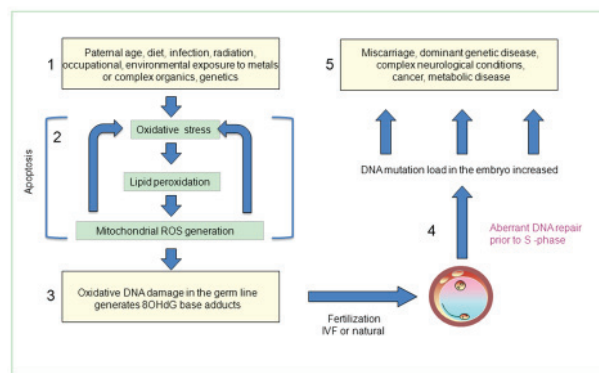 1
Paternal age, diet, infection, radiation,
occupational, environmental exposure to metals
or complex organics, genetics
2
Apoptosis
Oxidative stress
Lipid peroxidation
Mitochondrial ROS generation
3
Oxidative DNA damage in the germ line
generates 8OHdG base adducts
Fertilization
IVF or natural
4
Aberrant DNA repair
prior to S -phase
DNA mutation load in the embryo increased
5
Miscarriage, dominant genetic disease,
complex neurological conditions,
cancer, metabolic disease